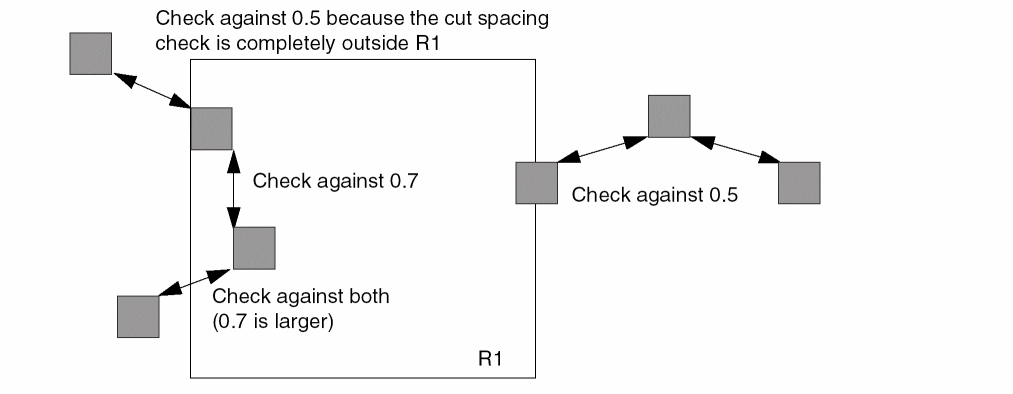 Check against 0.5 because the cut spacing
check is completely outside R1
Check against 0.7
Check against 0.5
Check against both
(0.7 is larger)
R1